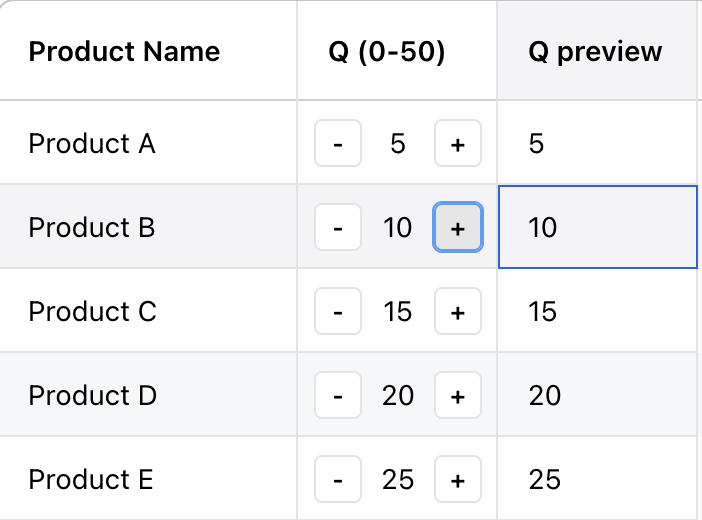 Product Name Q (0-50) Q preview
Product A - 5 + 5
Product B - 10 + 10
Product C - 15 + 15
Product D - 20 + 20
Product E - 25 + 25